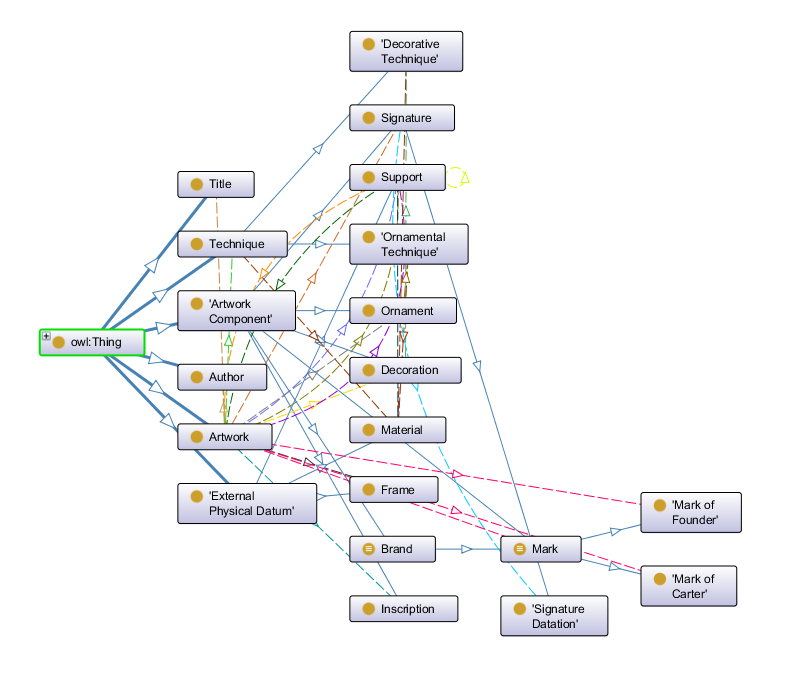 'Decorative
Technique'
Signature
Title
Support
Technique
'Ornamental
Technique'
'Artwork
Component'
Ornament
owl:Thing
Author
Decoration
Artwork
Material
'External
Physical Datum'
Frame
'Mark of
Founder'
Brand
Mark
'Mark of
Carter'
Inscription
'Signature
Datation'